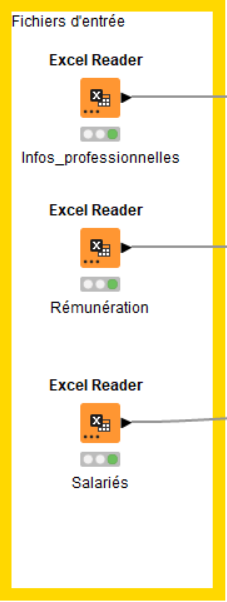 Fichiers d'entrée
Excel Reader
Infos_professionnelles
Excel Reader
Rémunération
Excel Reader
Salariés